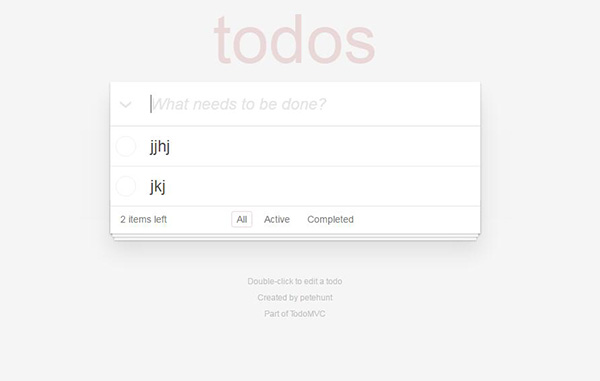 todos
What needs to be done?
jjhj
jkj
2 items left All Active Completed
Double-click to edit a todo
Created by petehunt
Part of TodoMVC